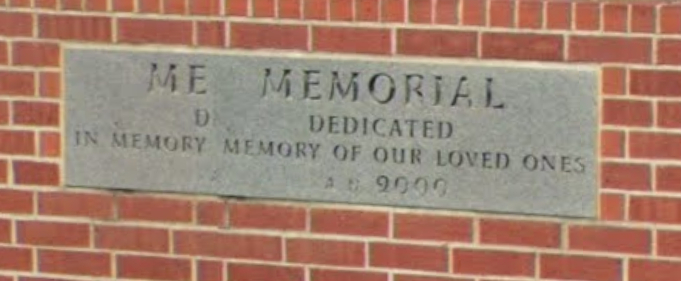 ME MEMORIAL
D DEDICATED
IN MEMORY MEMORY OF OUR LOVED ONES